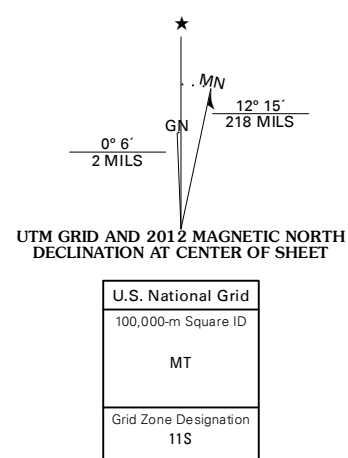 ★
MN
GN
12° 15´
218 MILS
0° 6´
2 MILS
UTM GRID AND 2012 MAGNETIC NORTH
DECLINATION AT CENTER OF SHEET
U.S. National Grid
100,000-m Square ID
MT
Grid Zone Designation
11S